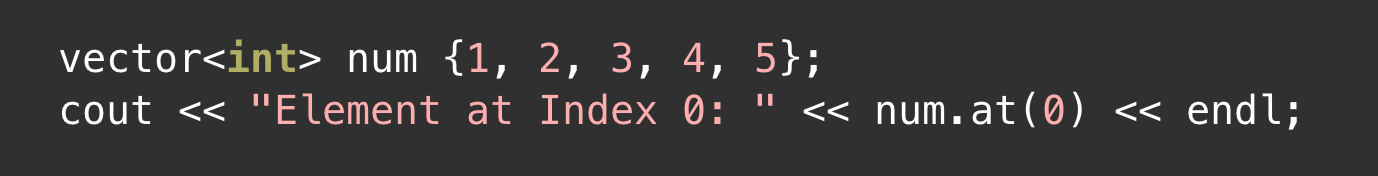 vector<int> num {1, 2, 3, 4, 5};
cout << "Element at Index 0: " << num.at(0) << endl;